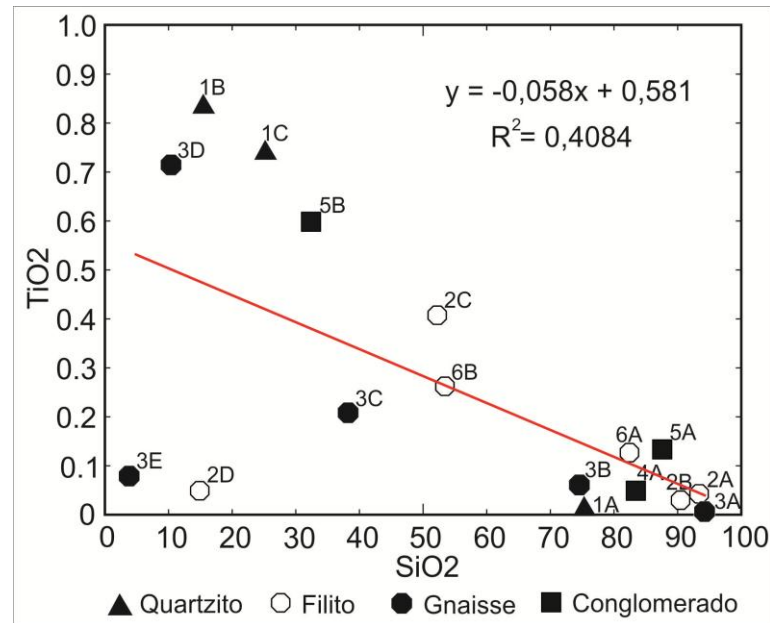 1.0
0.9
1B
y = -0,058x + 0,581
0.8
1C
R²= 0,4084
3D
0.7
5B
0.6
TiO2
0.5
2C
0.4
6B
0.3
3C
0.2
6A
5A
0.1
3E
2D
3B
4A
2B
2A
1A
3A
0
0 10 20 30 40 50 60 70 80 90 100
SiO2
Quartzito Filito Gnaisse Conglomerado